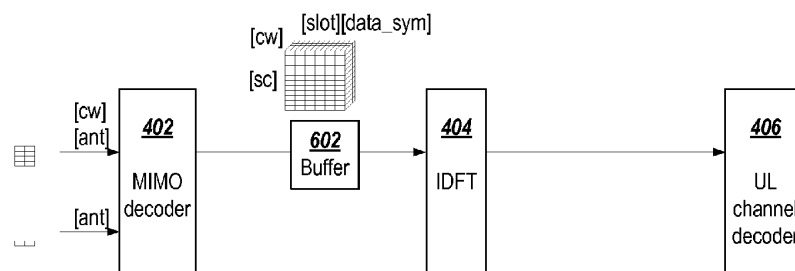 [cw] [slot][data_sym]
[sc]
[cw]
[ant]
402
MIMO
decoder
602
Buffer
404
IDFT
406
UL
channel
decoder
[ant]